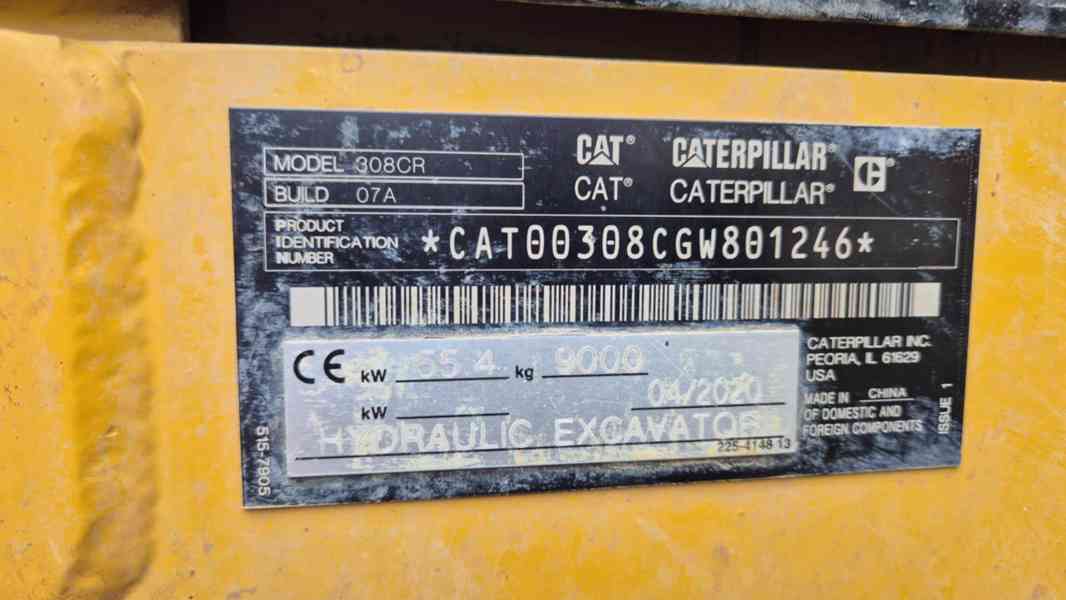 MODEL 308CR
BUILD 07A
CAT® CATERPILLAR®
CAT® CATERPILLAR®
PRODUCT
IDENTIFICATION
NUMBER
*CAT00308CGW801246*
CE kW 55.4 kg 9000
kW 04/2020
HYDRAULIC EXCAVATOR
225-4148 13
CATERPILLAR INC.
PEORIA, IL 61629
USA
MADE IN CHINA
OF DOMESTIC AND
FOREIGN COMPONENTS
ISSUE 1
515-7905